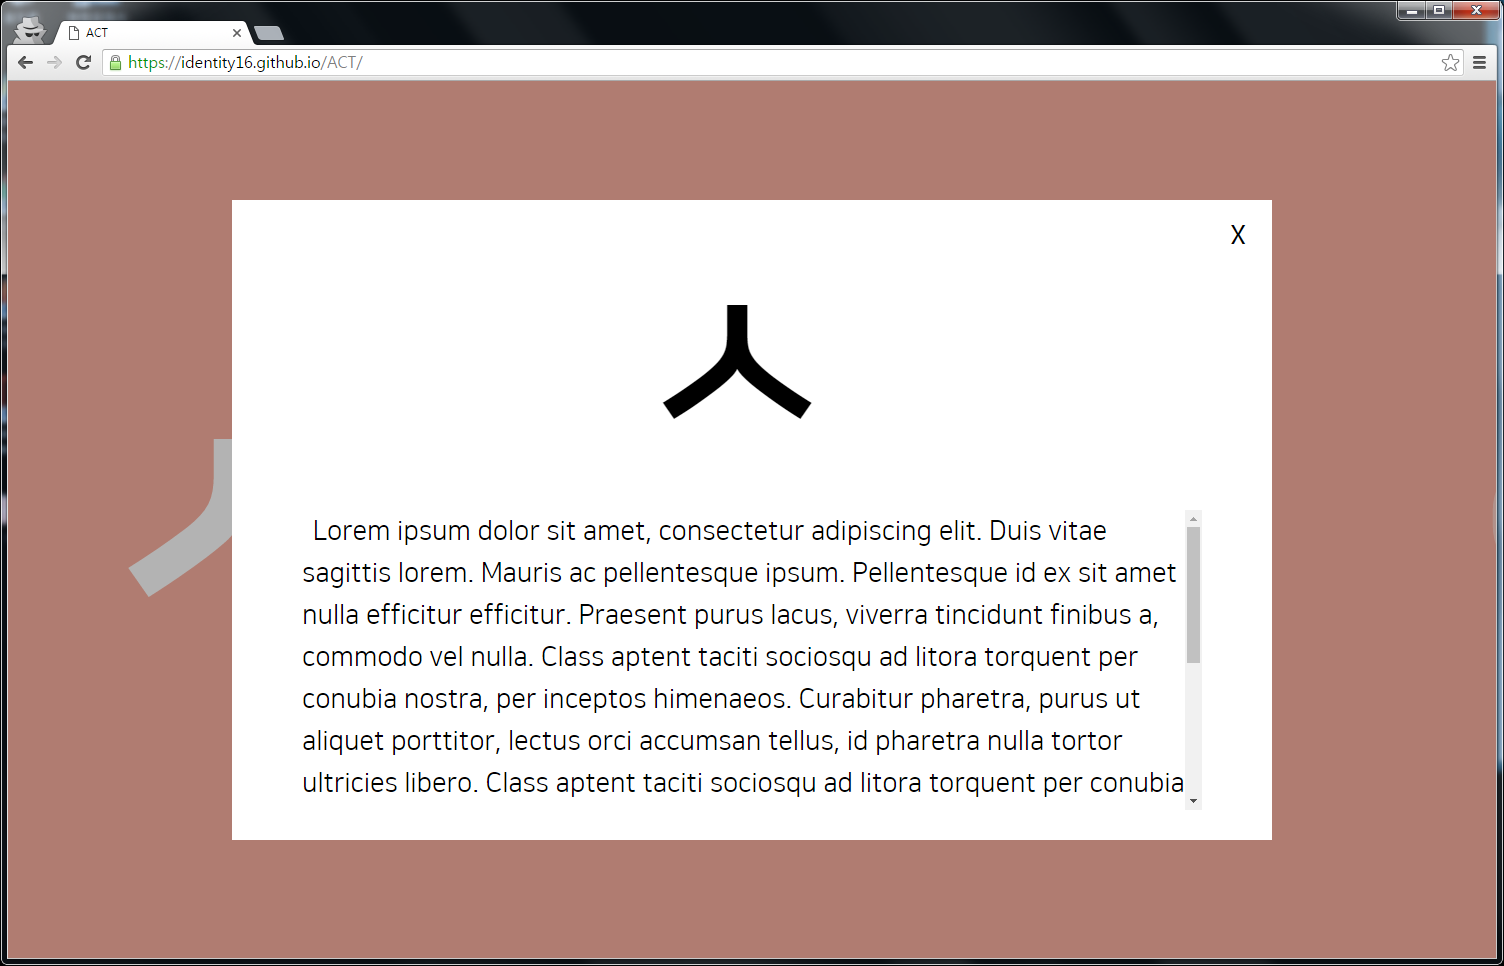 ACT
https://identity16.github.io/ACT/
X
ㅅ
ㅅ
Lorem ipsum dolor sit amet, consectetur adipiscing elit. Duis vitae
sagittis lorem. Mauris ac pellentesque ipsum. Pellentesque id ex sit amet
nulla efficitur efficitur. Praesent purus lacus, viverra tincidunt finibus a,
commodo vel nulla. Class aptent taciti sociosqu ad litora torquent per
conubia nostra, per inceptos himenaeos. Curabitur pharetra, purus ut
aliquet porttitor, lectus orci accumsan tellus, id pharetra nulla tortor
ultricies libero. Class aptent taciti sociosqu ad litora torquent per conubia